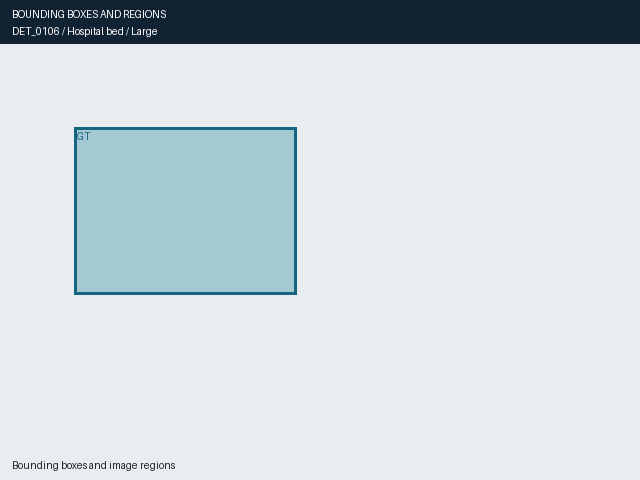 BOUNDING BOXES AND REGIONS
DET_0106 / Hospital bed / Large
GT
Bounding boxes and image regions